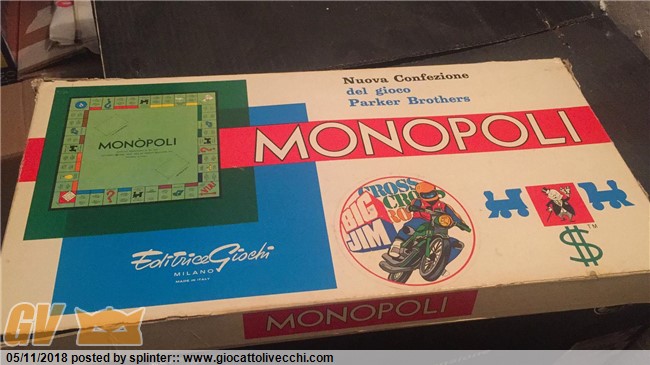 Nuova Confezione
del gioco
Parker Brothers
MONOPOLI
MONOPOLI
BIG
JIM
Editrice Giochi
MILANO
MADE IN ITALY
TM
$
MONOPOLI
GV
05/11/2018 posted by splinter:: www.giocattolivecchi.com